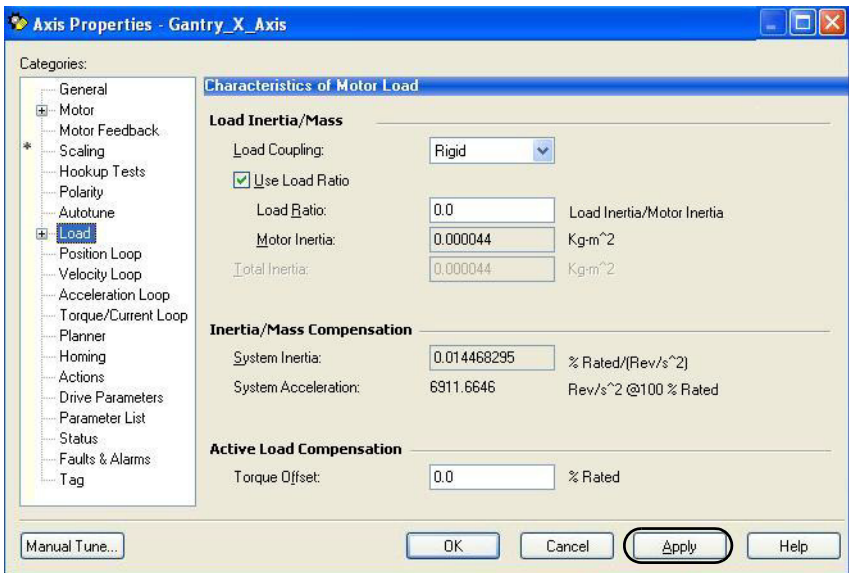 Axis Properties - Gantry_X_Axis
Categories:
General
Motor
Motor Feedback
* Scaling
Hookup Tests
Polarity
Autotune
Load
Position Loop
Velocity Loop
Acceleration Loop
Torque/Current Loop
Planner
Homing
Actions
Drive Parameters
Parameter List
Status
Faults & Alarms
Tag
Characteristics of Motor Load
Load Inertia/Mass
Load Coupling: Rigid
Use Load Ratio
Load Ratio: 0.0 Load Inertia/Motor Inertia
Motor Inertia: 0.000044 Kg-m^2
Total Inertia: 0.000044 Kg-m^2
Inertia/Mass Compensation
System Inertia: 0.014468295 % Rated/(Rev/s^2)
System Acceleration: 6911.6646 Rev/s^2 @100 % Rated
Active Load Compensation
Torque Offset: 0.0 % Rated
Manual Tune... OK Cancel Apply Help